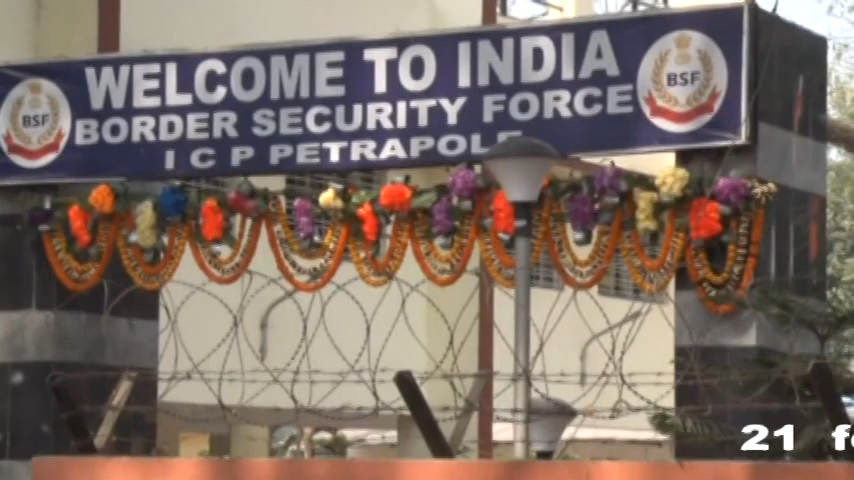 WELCOME TO INDIA
BORDER SECURITY FORCE
I C P PETRAPOLE
BSF
BSF
21